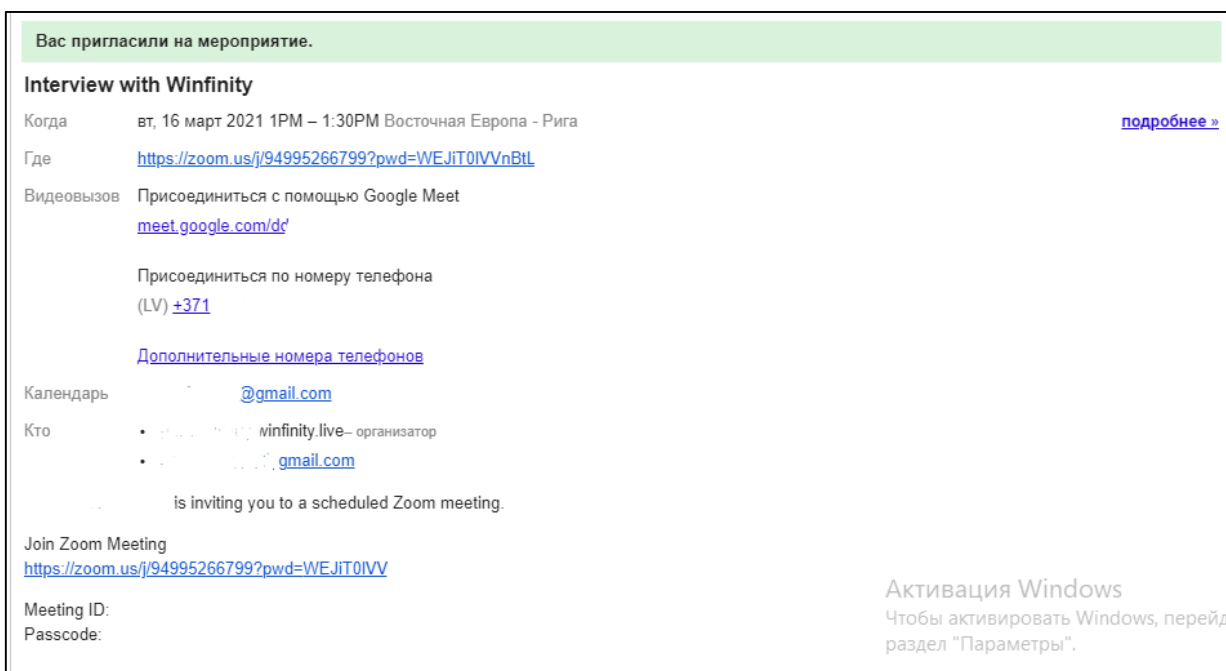 Вас пригласили на мероприятие.
Interview with Winfinity
Когда вт, 16 март 2021 1PM – 1:30PM Восточная Европа - Рига подробнее »
Где https://zoom.us/j/94995266799?pwd=WEJiT0lVVnBtL
Видеовызов Присоединиться с помощью Google Meet
meet.google.com/dd
Присоединиться по номеру телефона
(LV) +371
Дополнительные номера телефонов
Календарь @gmail.com
Кто • winfinity.live– организатор
• gmail.com
is inviting you to a scheduled Zoom meeting.
Join Zoom Meeting
https://zoom.us/j/94995266799?pwd=WEJiT0lVV
Meeting ID:
Passcode:
Активация Windows
Чтобы активировать Windows, перейд
раздел "Параметры".